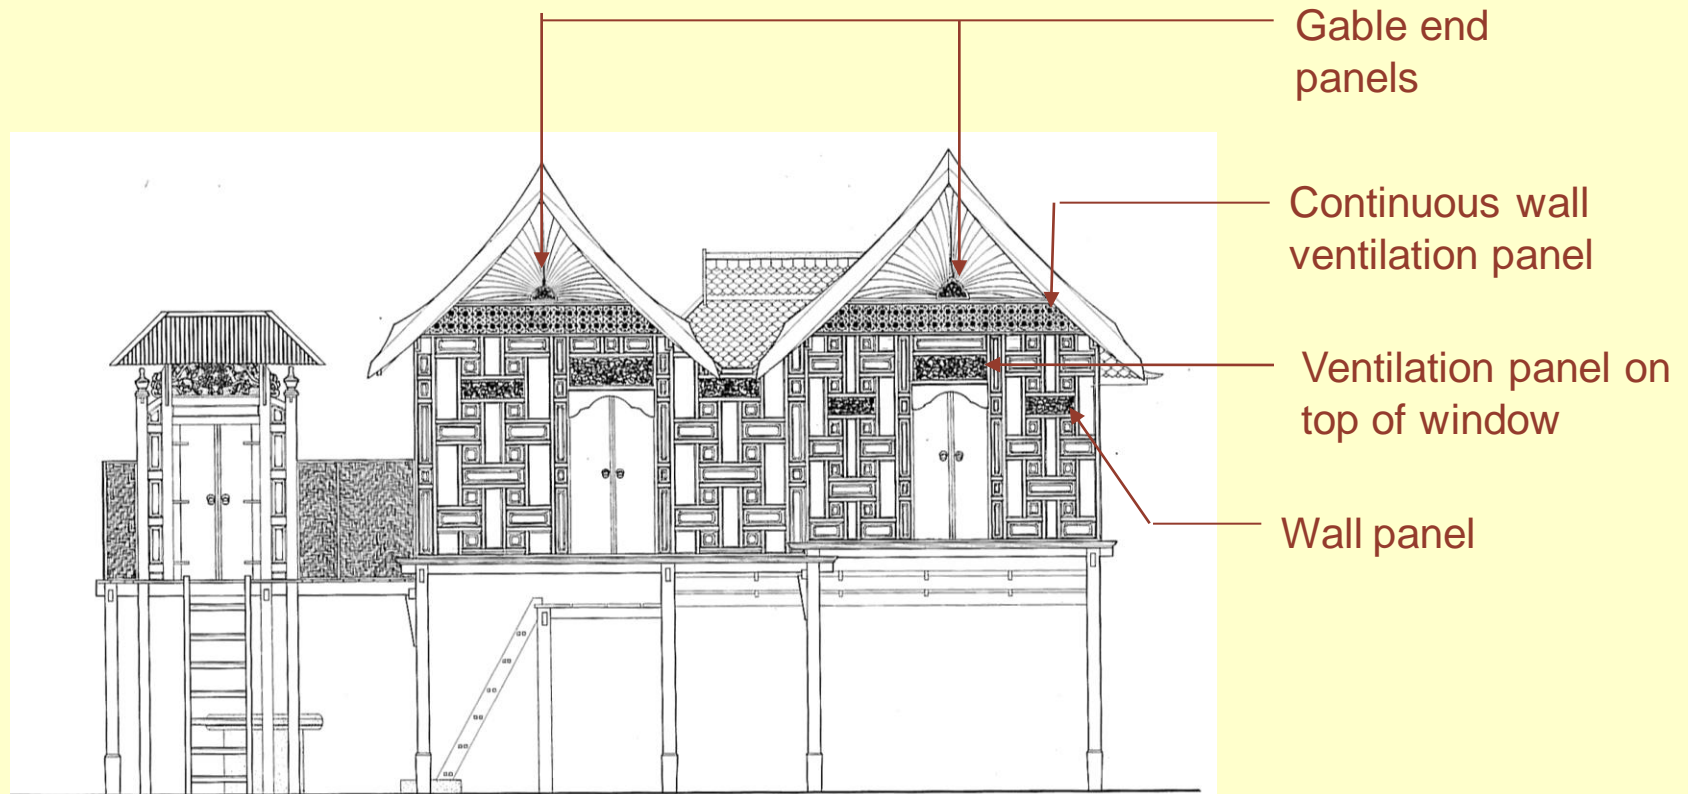 Gable end
panels
Continuous wall
ventilation panel
Ventilation panel on
top of window
Wall panel